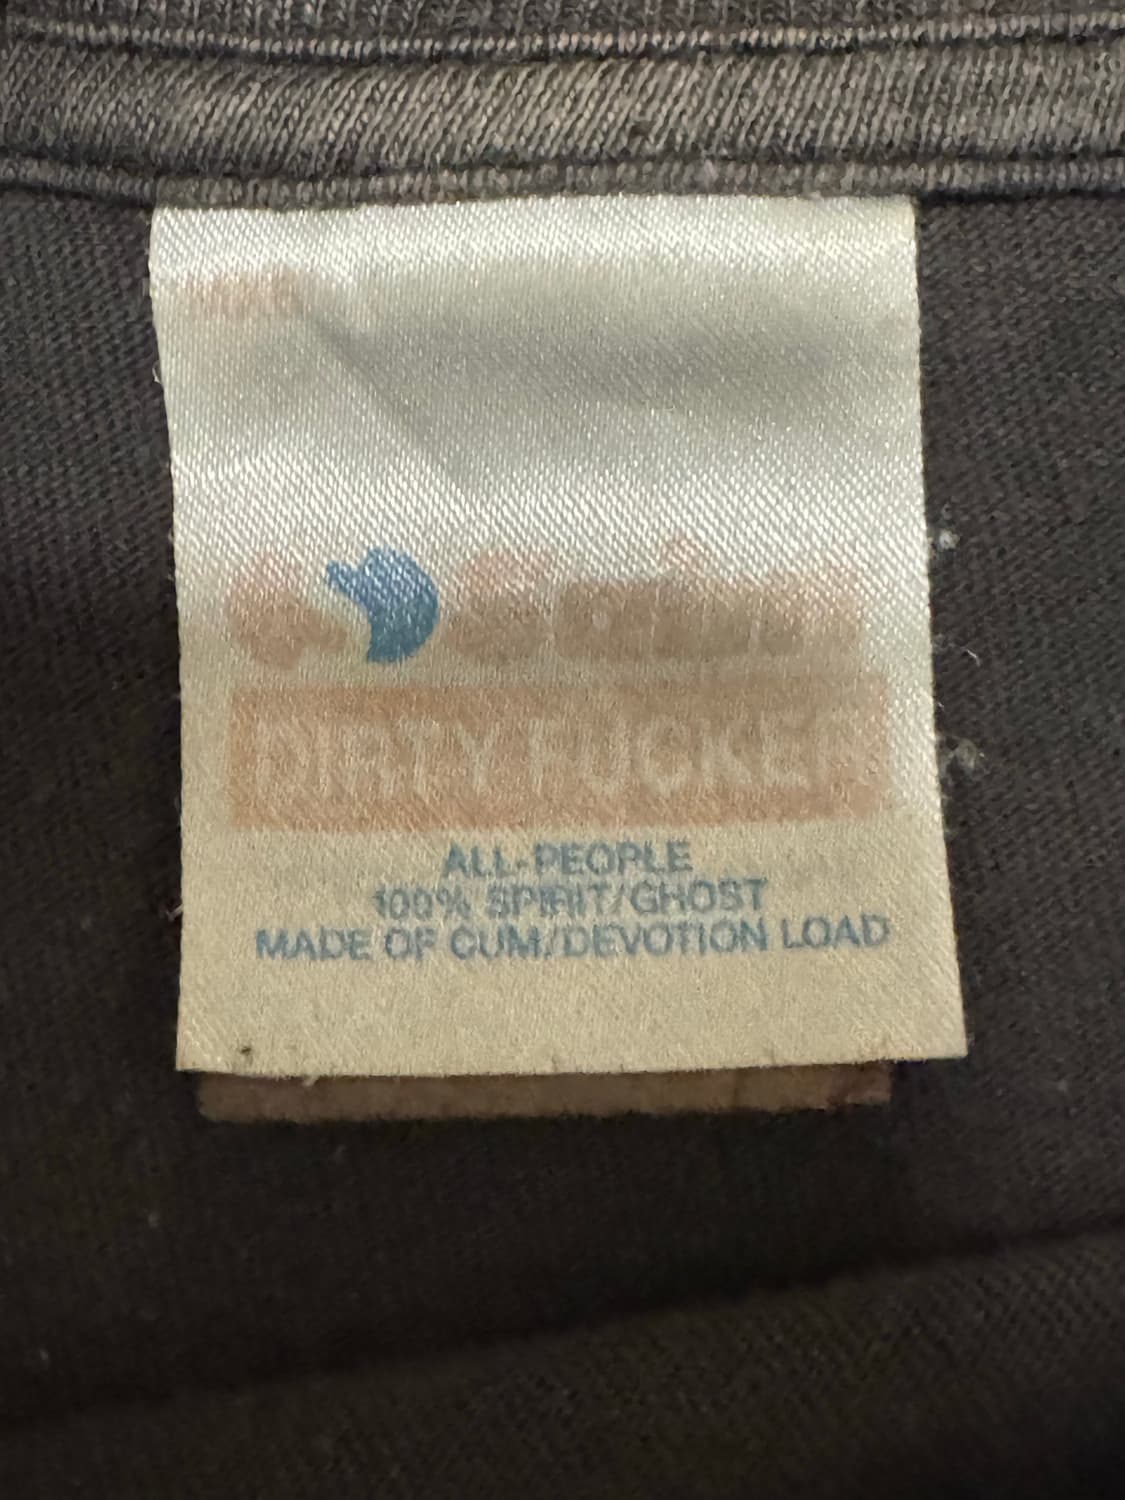 DIRTY FUCKER
ALL-PEOPLE
100% SPIRIT/GHOST
MADE OF CUM/DEVOTION LOAD